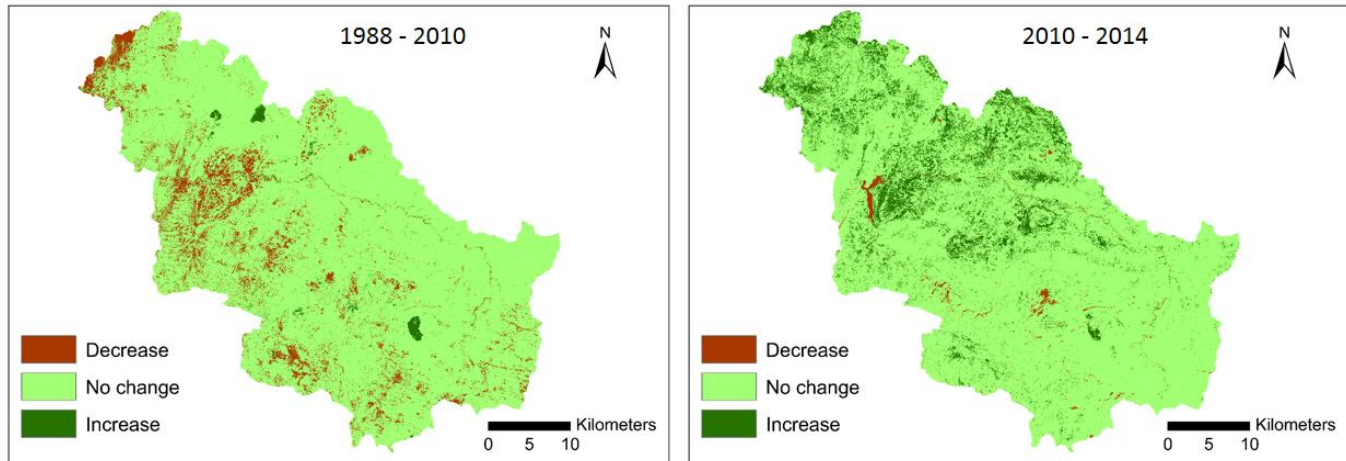 1988 - 2010
N
Decrease
No change
Increase
Kilometers
0 5 10
2010 - 2014
N
Decrease
No change
Increase
Kilometers
0 5 10